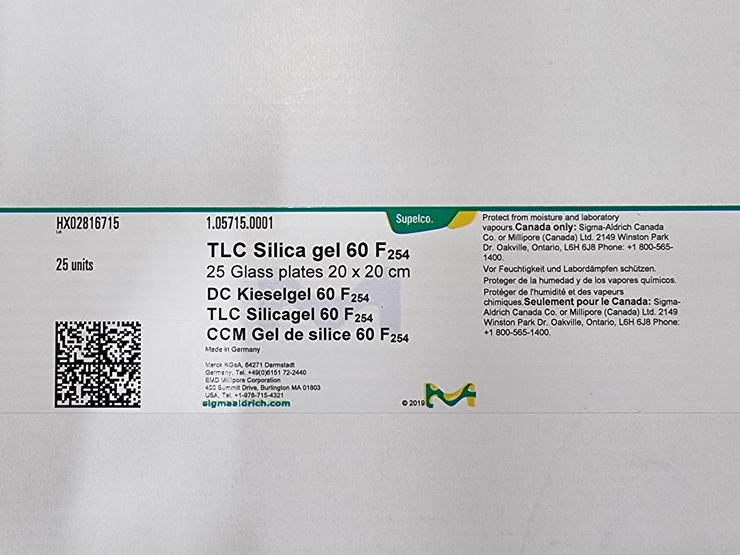 HX02816715
25 units
1.05715.0001
TLC Silica gel 60 F254
25 Glass plates 20 x 20 cm
DC Kieselgel 60 F254
TLC Silicagel 60 F254
CCM Gel de silice 60 F254
Made in Germany
Merck KGaA, 64271 Darmstadt
Germany, Tel. +49(0)6151 72-2440
EMD Millipore Corporation
400 Summit Drive, Burlington MA 01803
USA, Tel. +1-978-715-4321
sigmaaldrich.com
Supelco.
© 2019
Protect from moisture and laboratory
vapours.Canada only: Sigma-Aldrich Canada
Co. or Millipore (Canada) Ltd. 2149 Winston Park
Dr. Oakville, Ontario, L6H 6J8 Phone: +1 800-565-
1400.
Vor Feuchtigkeit und Labordämpfen schützen.
Proteger de la humedad y de los vapores químicos.
Protéger de l'humidité et des vapeurs
chimiques.Seulement pour le Canada: Sigma-
Aldrich Canada Co. or Millipore (Canada) Ltd. 2149
Winston Park Dr. Oakville, Ontario, L6H 6J8 Phone:
+1 800-565-1400.